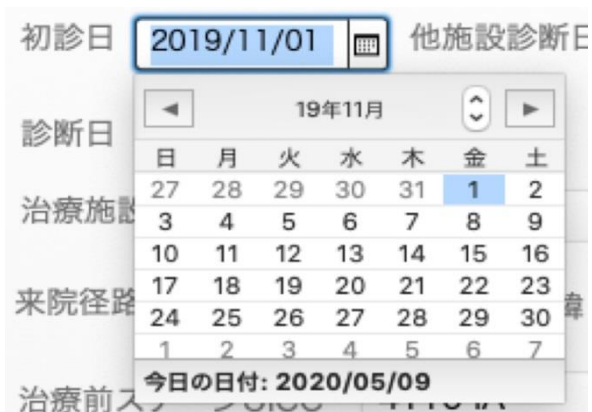 初診日 2019/11/01 他施設診断日
19年11月
診断日
日 月 火 水 木 金 土
27 28 29 30 31 1 2
治療施設
3 4 5 6 7 8 9
10 11 12 13 14 15 16
17 18 19 20 21 22 23
来院径路
24 25 26 27 28 29 30
1 2 3 4 5 6 7
今日の日付: 2020/05/09
治療前ス